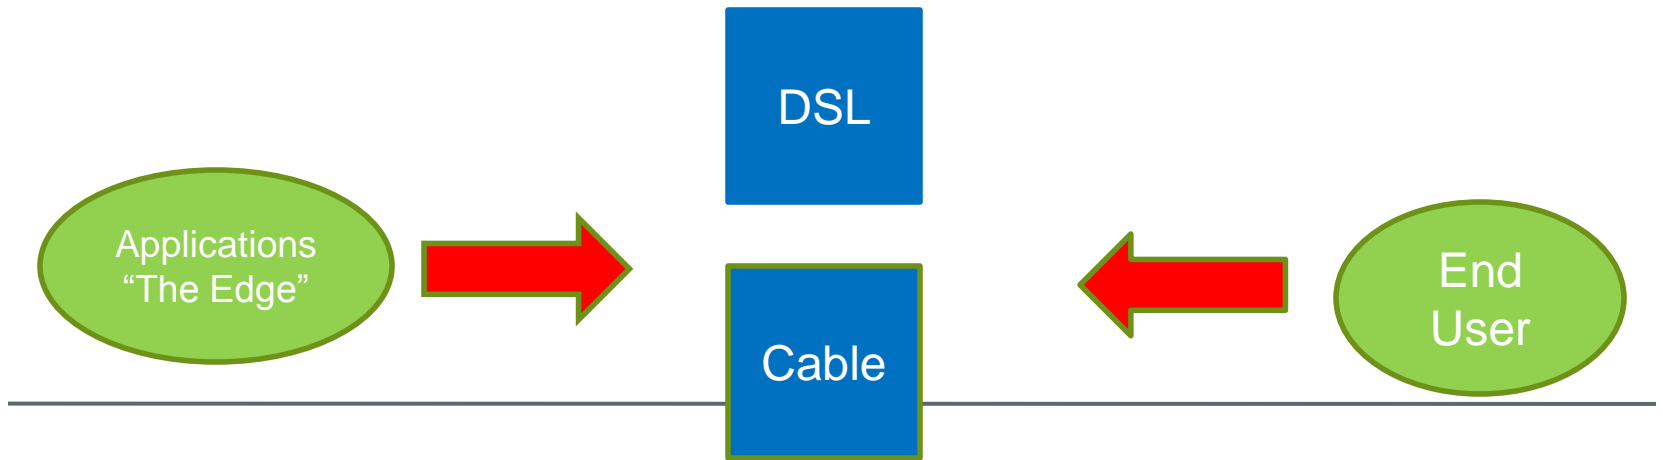 DSL
Applications
“The Edge”
Cable
End
User